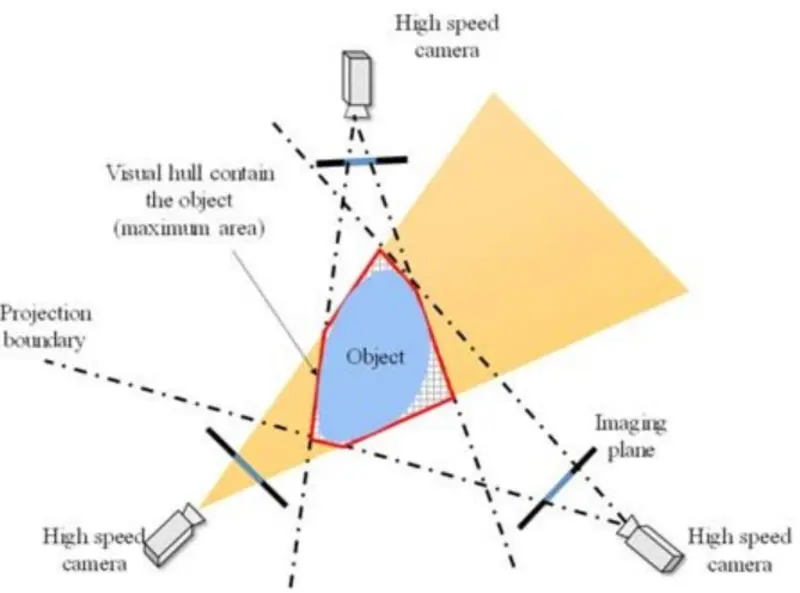 High speed
camera
Visual hull contain
the object
(maximum area)
Projection
boundary
Object
Imaging
plane
High speed
camera
High speed
camera